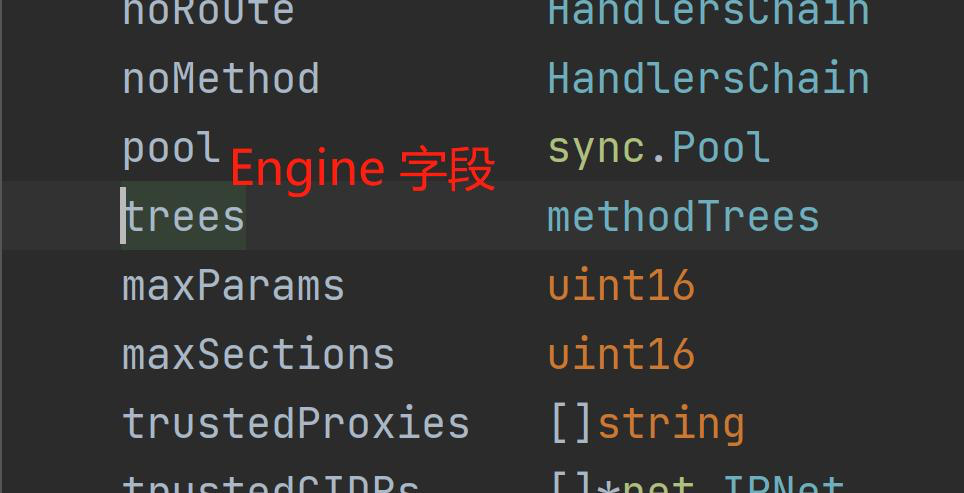 noRoute HandlersChain
noMethod HandlersChain
pool sync.Pool
Engine 字段
trees methodTrees
maxParams uint16
maxSections uint16
trustedProxies []string
trustedCIDRs []*net.IPNet